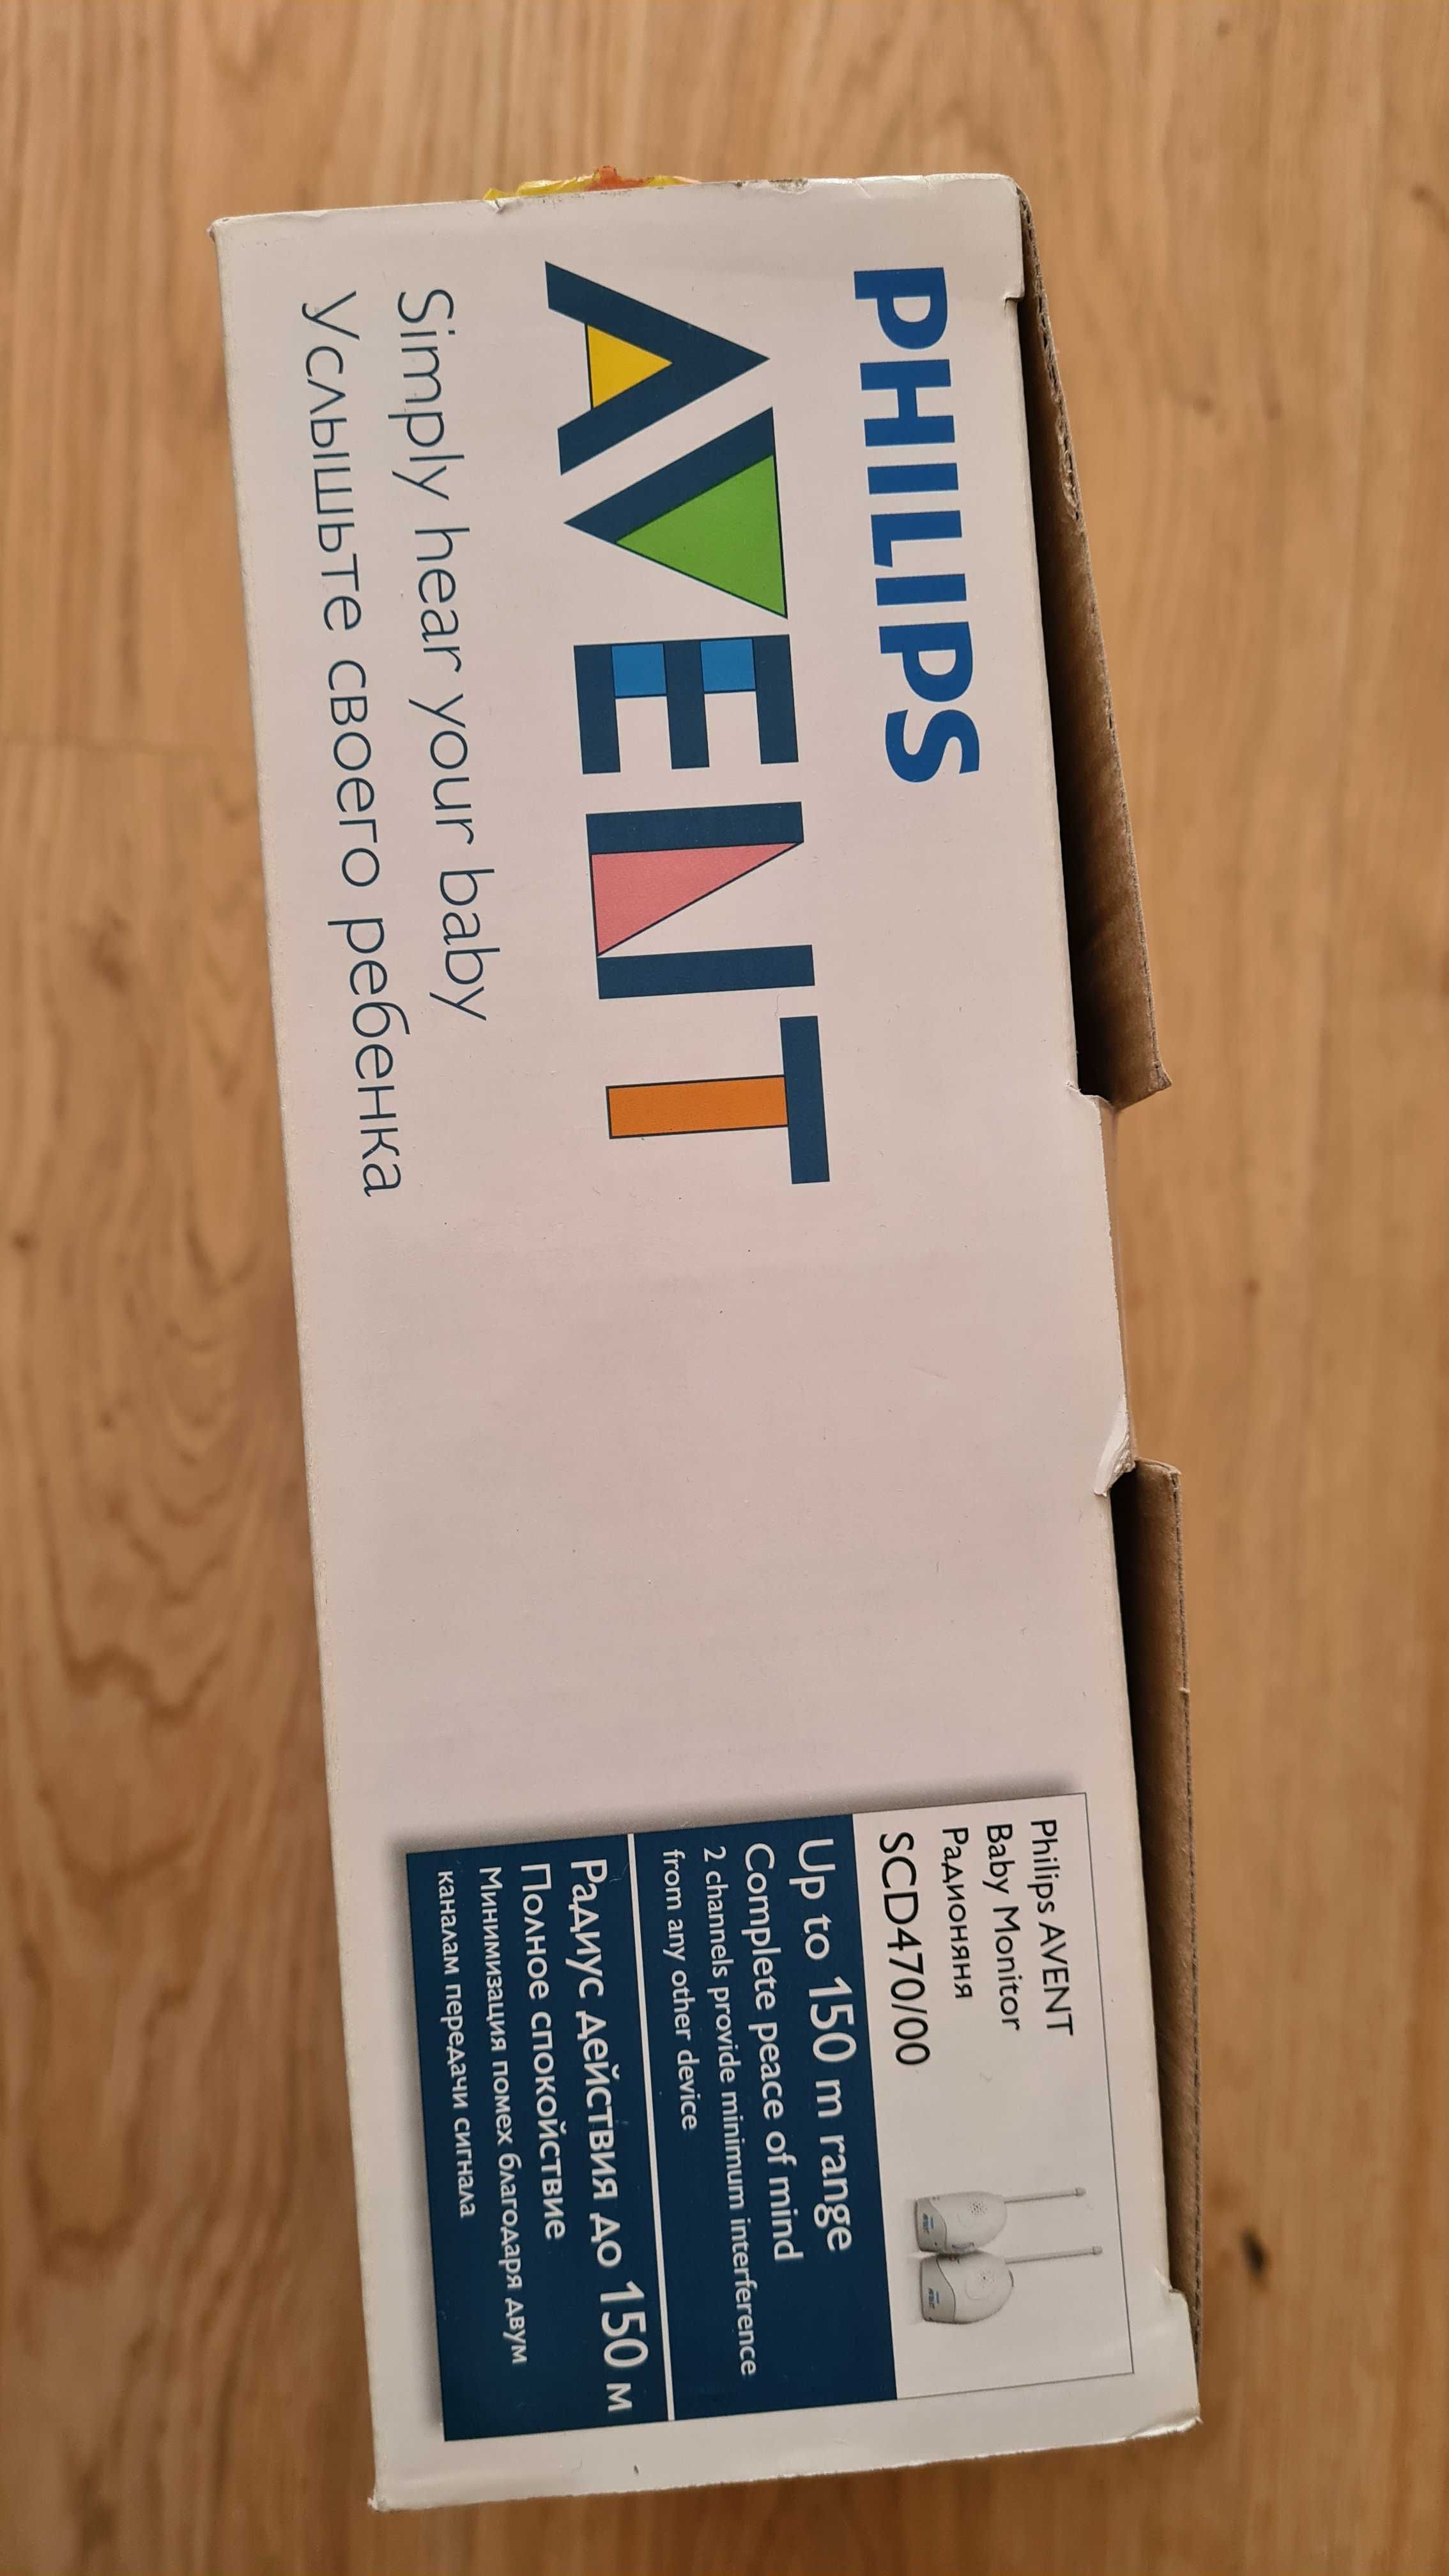 PHILIPS
AVENT
Simply hear your baby
Услышьте своего ребенка
Philips AVENT
Baby Monitor
Радионяня
SCD470/00
Up to 150 m range
Complete peace of mind
2 channels provide minimum interference
from any other device
Радиус действия до 150 м
Полное спокойствие
Минимизация помех благодаря двум
каналам передачи сигнала